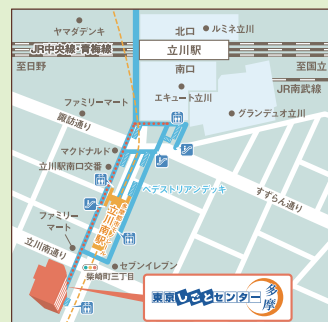 ヤマダデンキ
北口
ルミネ立川
JR中央線・青梅線
立川駅
至日野
至国立
南口
JR南武線
エキュート立川
ファミリーマート
グランデュオ立川
諏訪通り
マクドナルド
立川駅南口交番
ペデストリアンデッキ
すずらん通り
多摩都市モノレール
立川南駅
ファミリー
マート
立川南通り
セブンイレブン
柴崎町三丁目
東京しごとセンター多摩